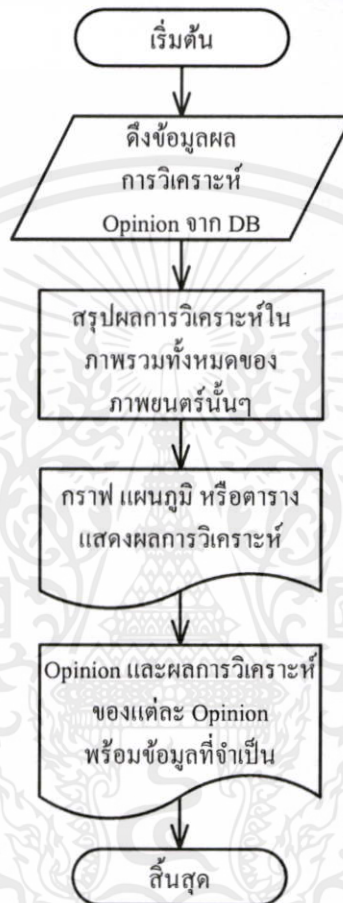 เริ่มต้น
ดึงข้อมูลผล
การวิเคราะห์
Opinion จาก DB
สรุปผลการวิเคราะห์ใน
ภาพรวมทั้งหมดของ
ภาพยนตร์นั้นๆ
กราฟ แผนภูมิ หรือตาราง
แสดงผลการวิเคราะห์
Opinion และผลการวิเคราะห์
ของแต่ละ Opinion
พร้อมข้อมูลที่จำเป็น
สิ้นสุด